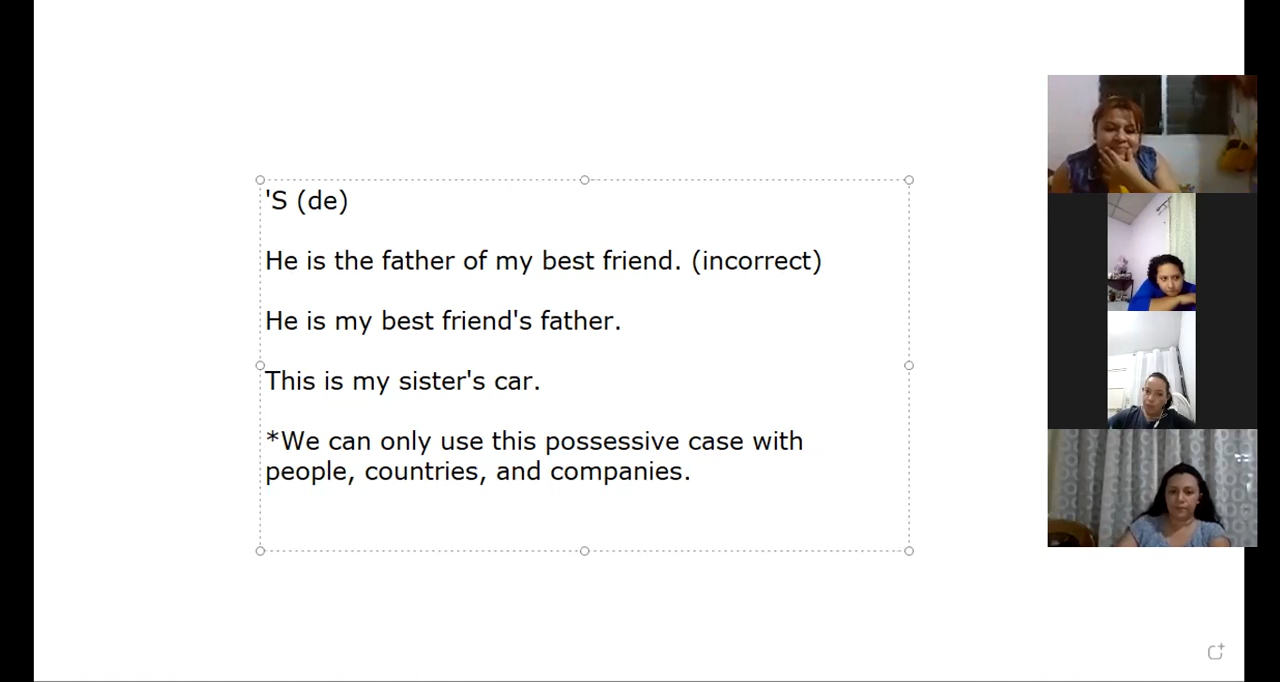 'S (de)
He is the father of my best friend. (incorrect)
He is my best friend's father.
This is my sister's car.
*We can only use this possessive case with
people, countries, and companies.